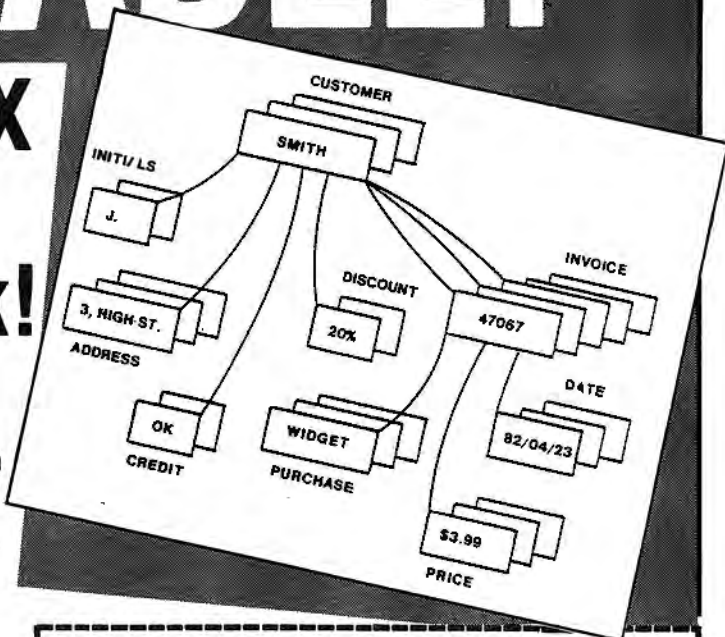 CUSTOMER
SMITH
INITI/ LS
J.
INVOICE
47067
DISCOUNT
20%
3, HIGH ST.
ADDRESS
DATE
82/04/23
OK
CREDIT
WIDGET
PURCHASE
$3.99
PRICE